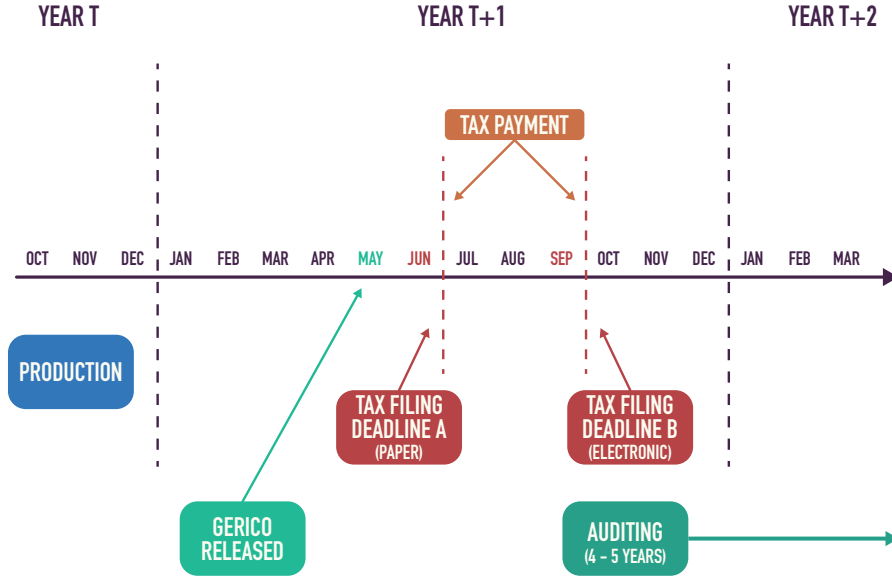 YEAR T YEAR T+1 YEAR T+2
TAX PAYMENT
OCT NOV DEC JAN FEB MAR APR MAY JUN JUL AUG SEP OCT NOV DEC JAN FEB MAR
PRODUCTION
TAX FILING
DEADLINE A
(PAPER)
TAX FILING
DEADLINE B
(ELECTRONIC)
GERICO
RELEASED
AUDITING
(4 – 5 YEARS)